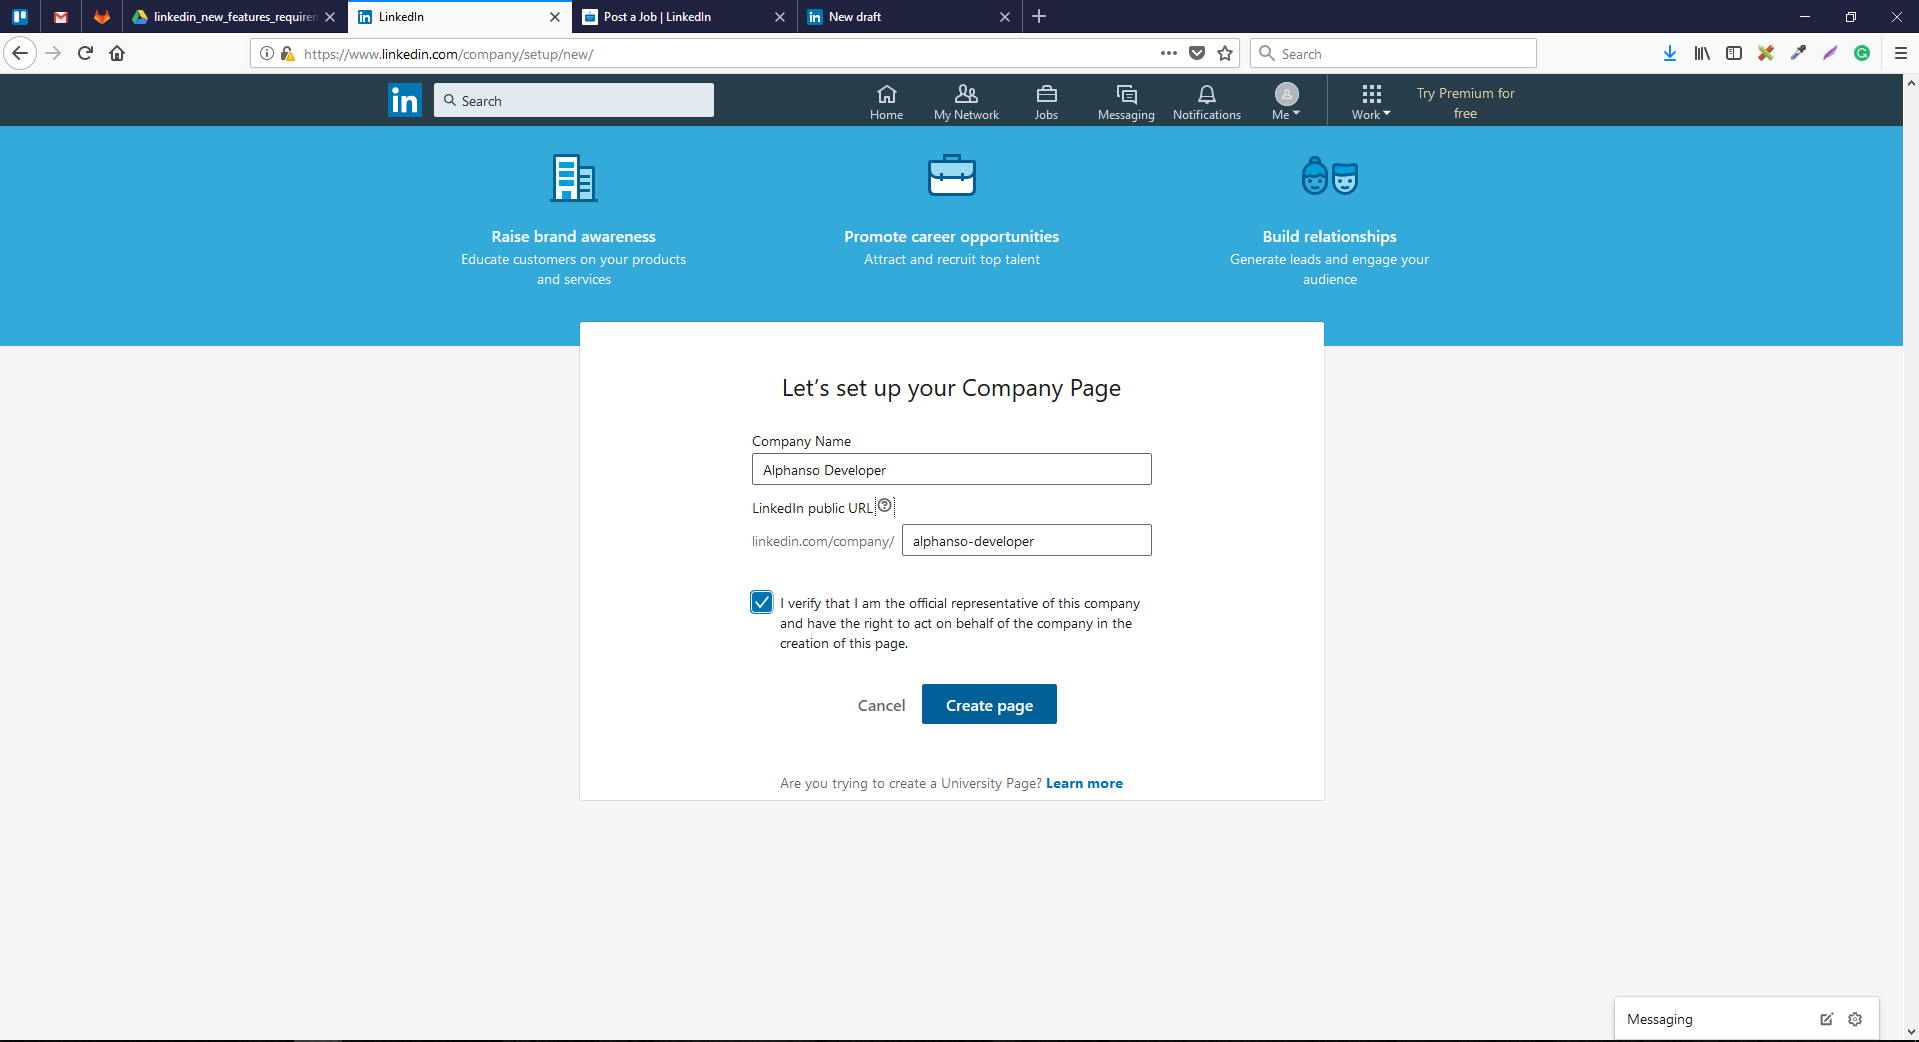 linkedin_new_features_requiren
LinkedIn
Post a Job | LinkedIn
New draft
https://www.linkedin.com/company/setup/new/
Search
in
Search
Home
My Network
Jobs
Messaging
Notifications
Me
Work
Try Premium for
free
Raise brand awareness
Educate customers on your products
and services
Promote career opportunities
Attract and recruit top talent
Build relationships
Generate leads and engage your
audience
Let’s set up your Company Page
Company Name
Alphanso Developer
LinkedIn public URL
linkedin.com/company/ alphanso-developer
I verify that I am the official representative of this company
and have the right to act on behalf of the company in the
creation of this page.
Cancel
Create page
Are you trying to create a University Page? Learn more
Messaging